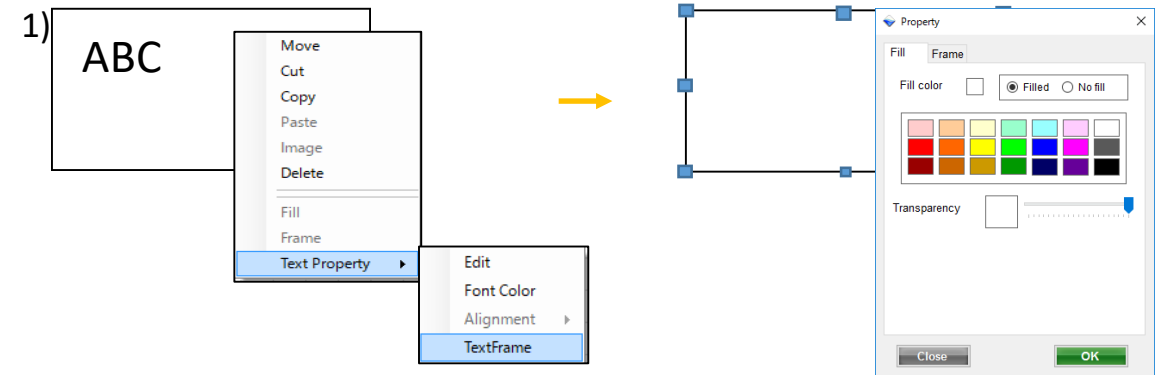 1)
ABC
Move
Cut
Copy
Paste
Image
Delete
Fill
Frame
Text Property
Edit
Font Color
Alignment
TextFrame
Property
Fill Frame
Fill color Filled No fill
Transparency
Close OK